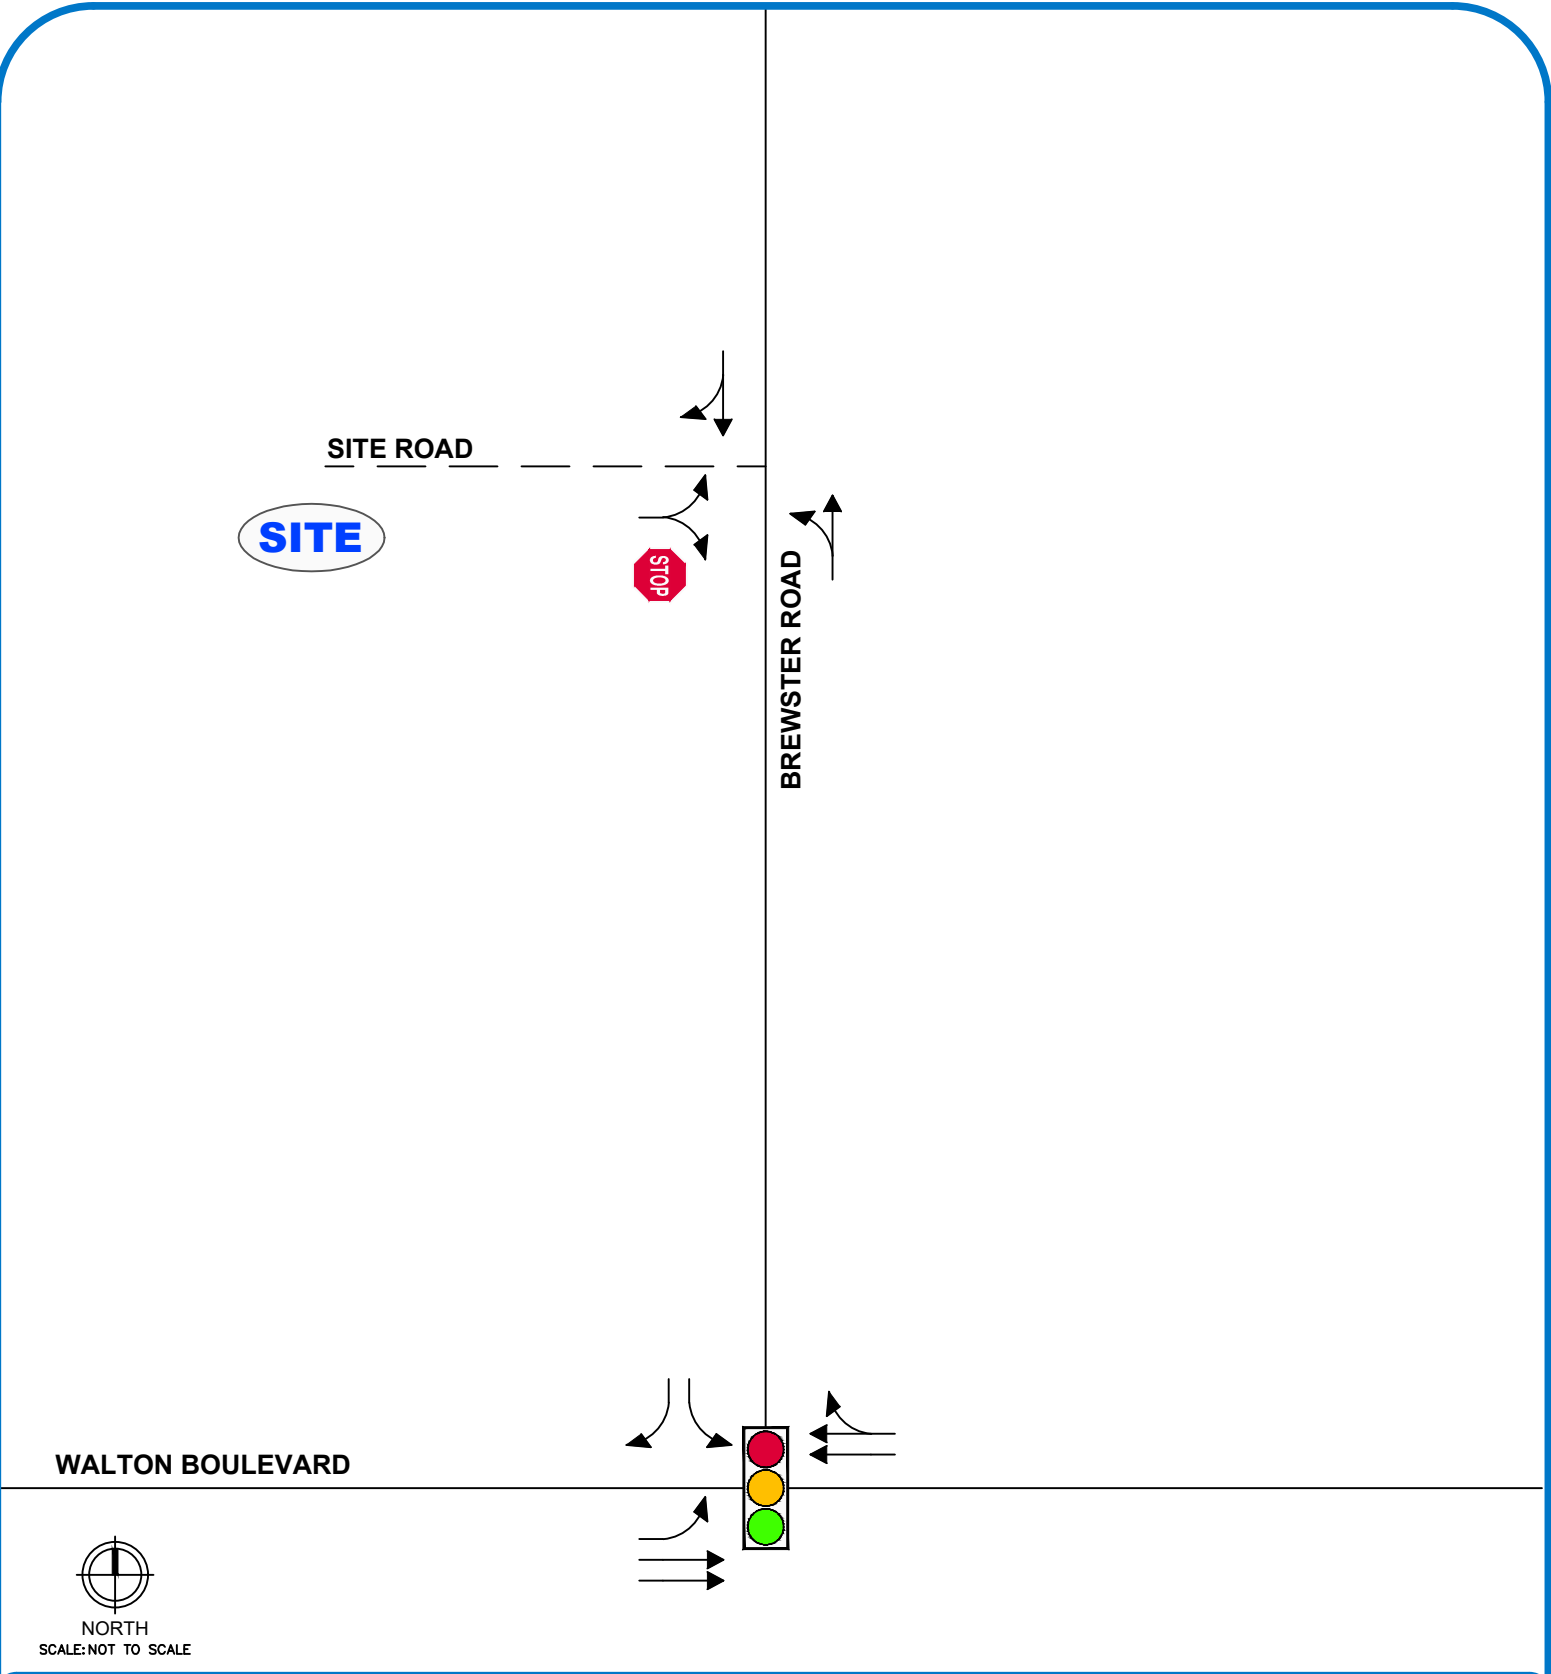 SITE ROAD
SITE
STOP
BREWSTER ROAD
WALTON BOULEVARD
NORTH
SCALE: NOT TO SCALE